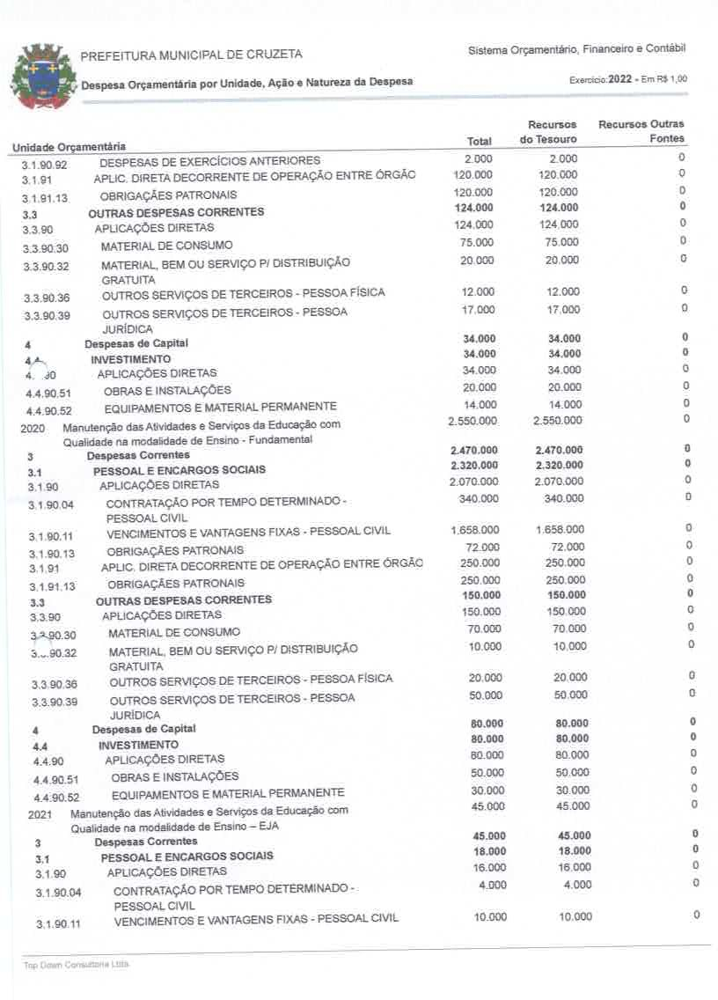 PREFEITURA MUNICIPAL DE CRUZETA
Sistema Orçamentário, Financeiro e Contábil
Despesa Orçamentária por Unidade, Ação e Natureza da Despesa
Exercício:2022 - Em R$ 1,00
Unidade Orçamentária Total Recursos do Tesouro Recursos Outras Fontes
3.1.90.92 DESPESAS DE EXERCÍCIOS ANTERIORES 2.000 2.000 0
3.1.91 APLIC. DIRETA DECORRENTE DE OPERAÇÃO ENTRE ÓRGÃO 120.000 120.000 0
3.1.91.13 OBRIGAÇÃES PATRONAIS 120.000 120.000 0
3.3 OUTRAS DESPESAS CORRENTES 124.000 124.000 0
3.3.90 APLICAÇÕES DIRETAS 124.000 124.000 0
3.3.90.30 MATERIAL DE CONSUMO 75.000 75.000 0
3.3.90.32 MATERIAL, BEM OU SERVIÇO P/ DISTRIBUIÇÃO 20.000 20.000 0
GRATUITA
3.3.90.36 OUTROS SERVIÇOS DE TERCEIROS - PESSOA FÍSICA 12.000 12.000 0
3.3.90.39 OUTROS SERVIÇOS DE TERCEIROS - PESSOA 17.000 17.000 0
JURÍDICA
4 Despesas de Capital 34.000 34.000 0
4.4 INVESTIMENTO 34.000 34.000 0
4. 90 APLICAÇÕES DIRETAS 34.000 34.000 0
4.4.90.51 OBRAS E INSTALAÇÕES 20.000 20.000 0
4.4.90.52 EQUIPAMENTOS E MATERIAL PERMANENTE 14.000 14.000 0
2020 Manutenção das Atividades e Serviços da Educação com 2.550.000 2.550.000 0
Qualidade na modalidade de Ensino - Fundamental
3 Despesas Correntes 2.470.000 2.470.000 0
3.1 PESSOAL E ENCARGOS SOCIAIS 2.320.000 2.320.000 0
3.1.90 APLICAÇÕES DIRETAS 2.070.000 2.070.000 0
3.1.90.04 CONTRATAÇÃO POR TEMPO DETERMINADO - 340.000 340.000 0
PESSOAL CIVIL
3.1.90.11 VENCIMENTOS E VANTAGENS FIXAS - PESSOAL CIVIL 1.658.000 1.658.000 0
3.1.90.13 OBRIGAÇÃES PATRONAIS 72.000 72.000 0
3.1.91 APLIC. DIRETA DECORRENTE DE OPERAÇÃO ENTRE ÓRGÃO 250.000 250.000 0
3.1.91.13 OBRIGAÇÃES PATRONAIS 250.000 250.000 0
3.3 OUTRAS DESPESAS CORRENTES 150.000 150.000 0
3.3.90 APLICAÇÕES DIRETAS 150.000 150.000 0
3.3.90.30 MATERIAL DE CONSUMO 70.000 70.000 0
3. .90.32 MATERIAL, BEM OU SERVIÇO P/ DISTRIBUIÇÃO 10.000 10.000 0
GRATUITA
3.3.90.36 OUTROS SERVIÇOS DE TERCEIROS - PESSOA FÍSICA 20.000 20.000 0
3.3.90.39 OUTROS SERVIÇOS DE TERCEIROS - PESSOA 50.000 50.000 0
JURÍDICA
4 Despesas de Capital 80.000 80.000 0
4.4 INVESTIMENTO 80.000 80.000 0
4.4.90 APLICAÇÕES DIRETAS 80.000 80.000 0
4.4.90.51 OBRAS E INSTALAÇÕES 50.000 50.000 0
4.4.90.52 EQUIPAMENTOS E MATERIAL PERMANENTE 30.000 30.000 0
2021 Manutenção das Atividades e Serviços da Educação com 45.000 45.000 0
Qualidade na modalidade de Ensino – EJA
3 Despesas Correntes 45.000 45.000 0
3.1 PESSOAL E ENCARGOS SOCIAIS 18.000 18.000 0
3.1.90 APLICAÇÕES DIRETAS 16.000 16.000 0
3.1.90.04 CONTRATAÇÃO POR TEMPO DETERMINADO - 4.000 4.000 0
PESSOAL CIVIL
3.1.90.11 VENCIMENTOS E VANTAGENS FIXAS - PESSOAL CIVIL 10.000 10.000 0
Top Down Consultoria Ltda.